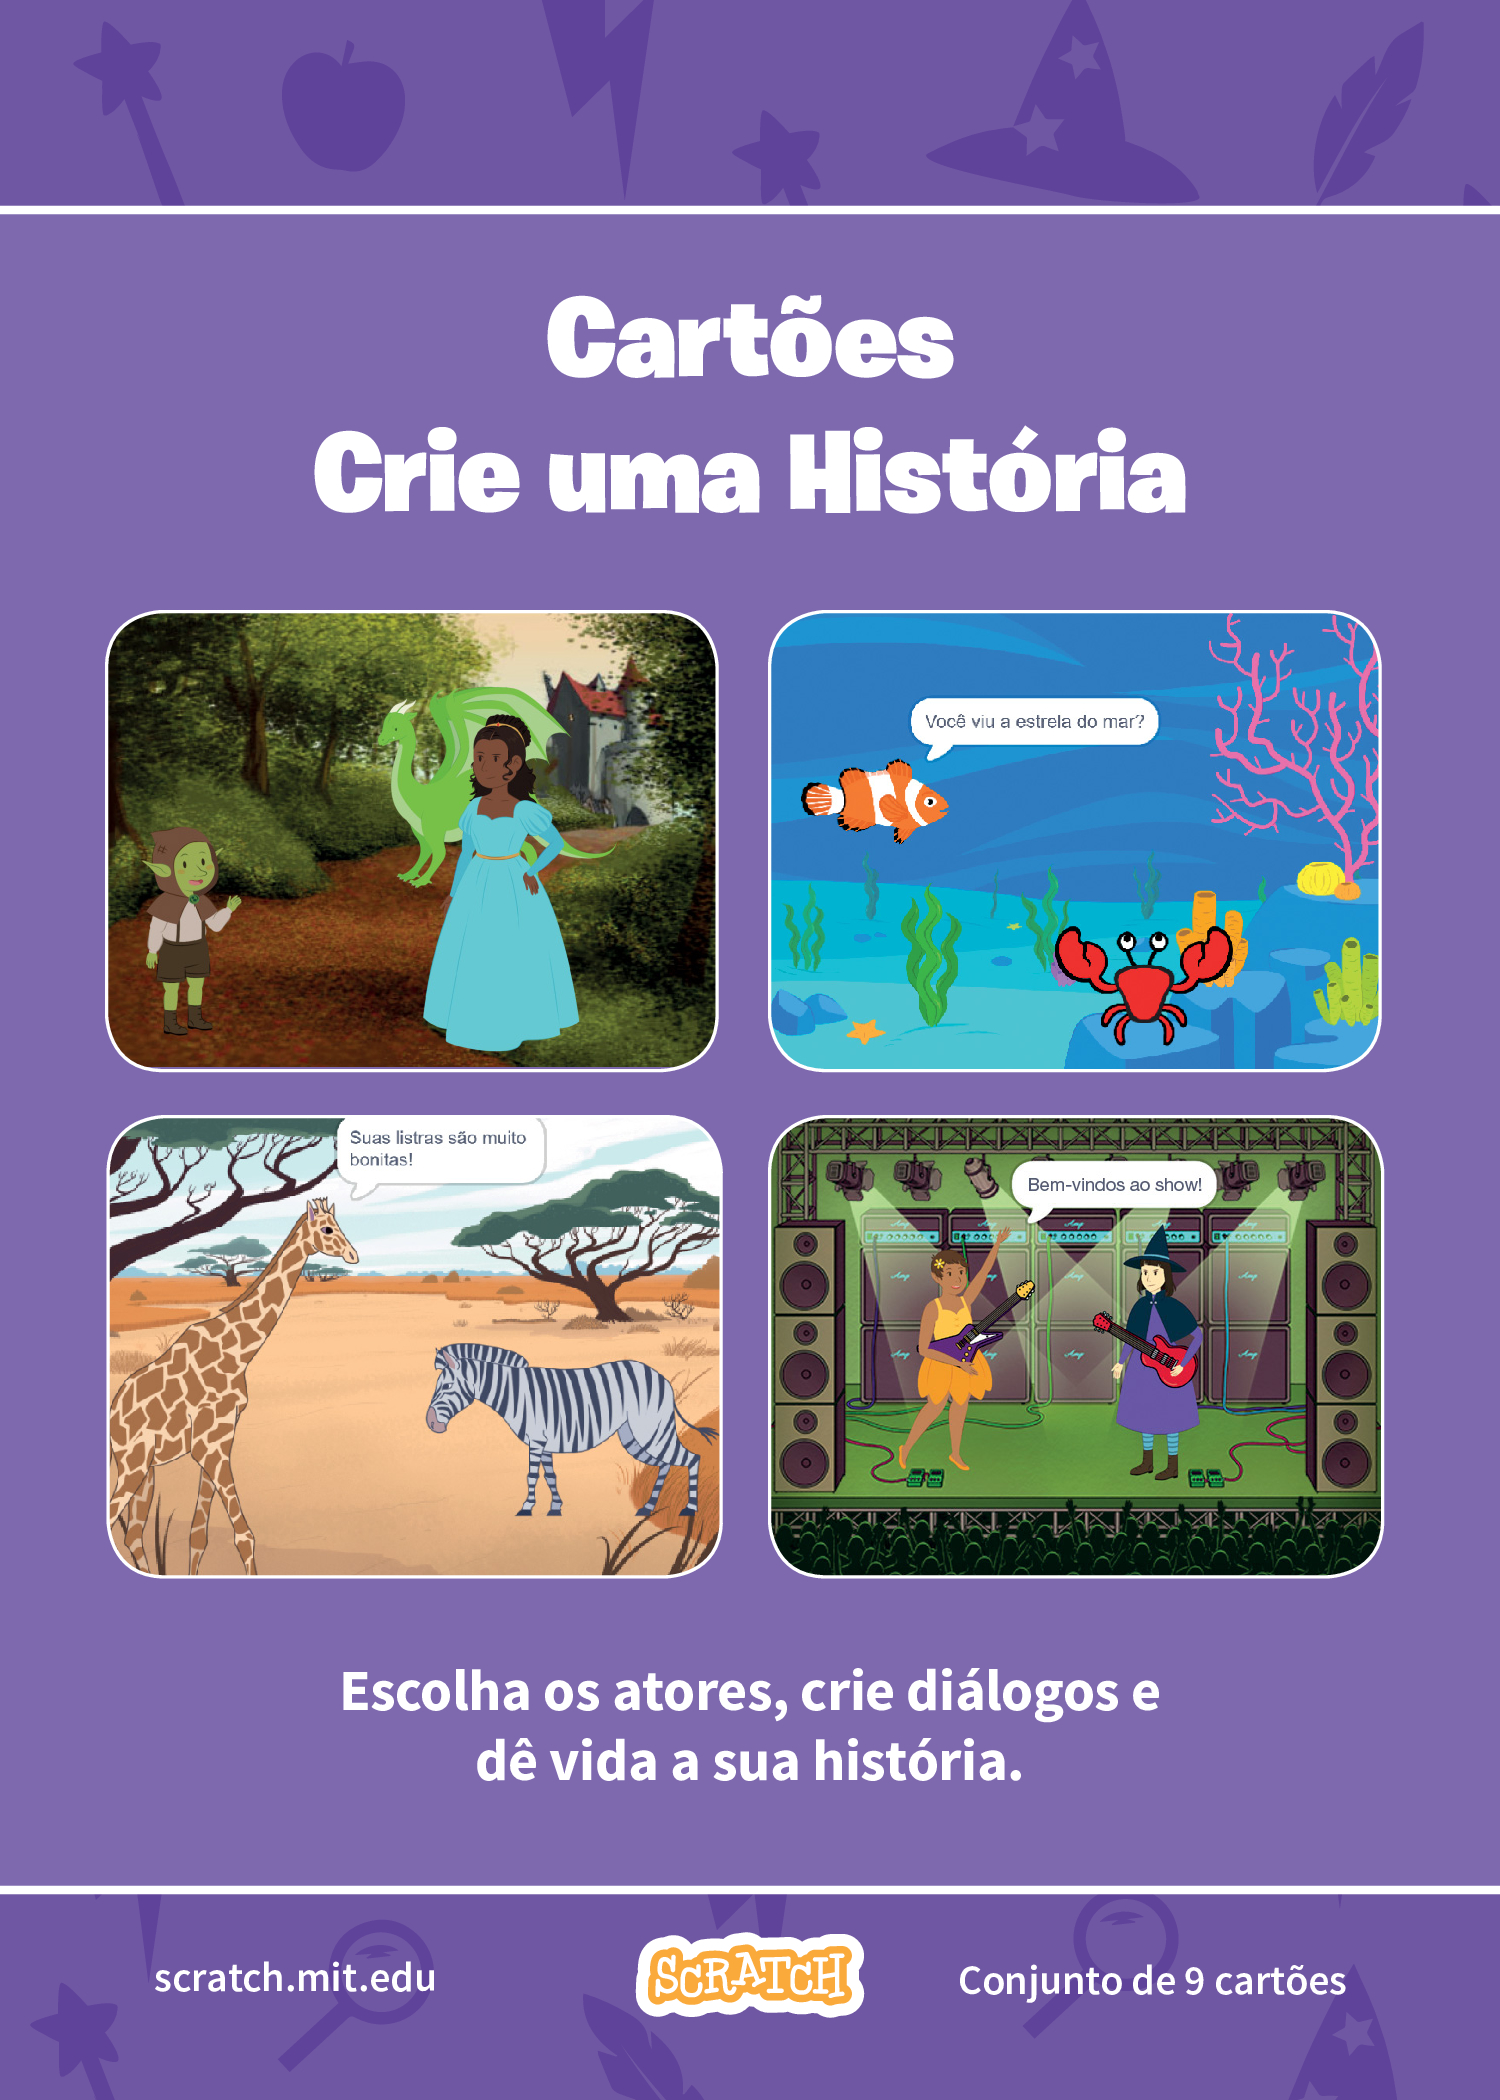 Cartões
Crie uma História
Você viu a estrela do mar?
Suas listras são muito
bonitas!
Bem-vindos ao show!
Escolha os atores, crie diálogos e
dê vida a sua história.
scratch.mit.edu
SCRATCH
Conjunto de 9 cartões